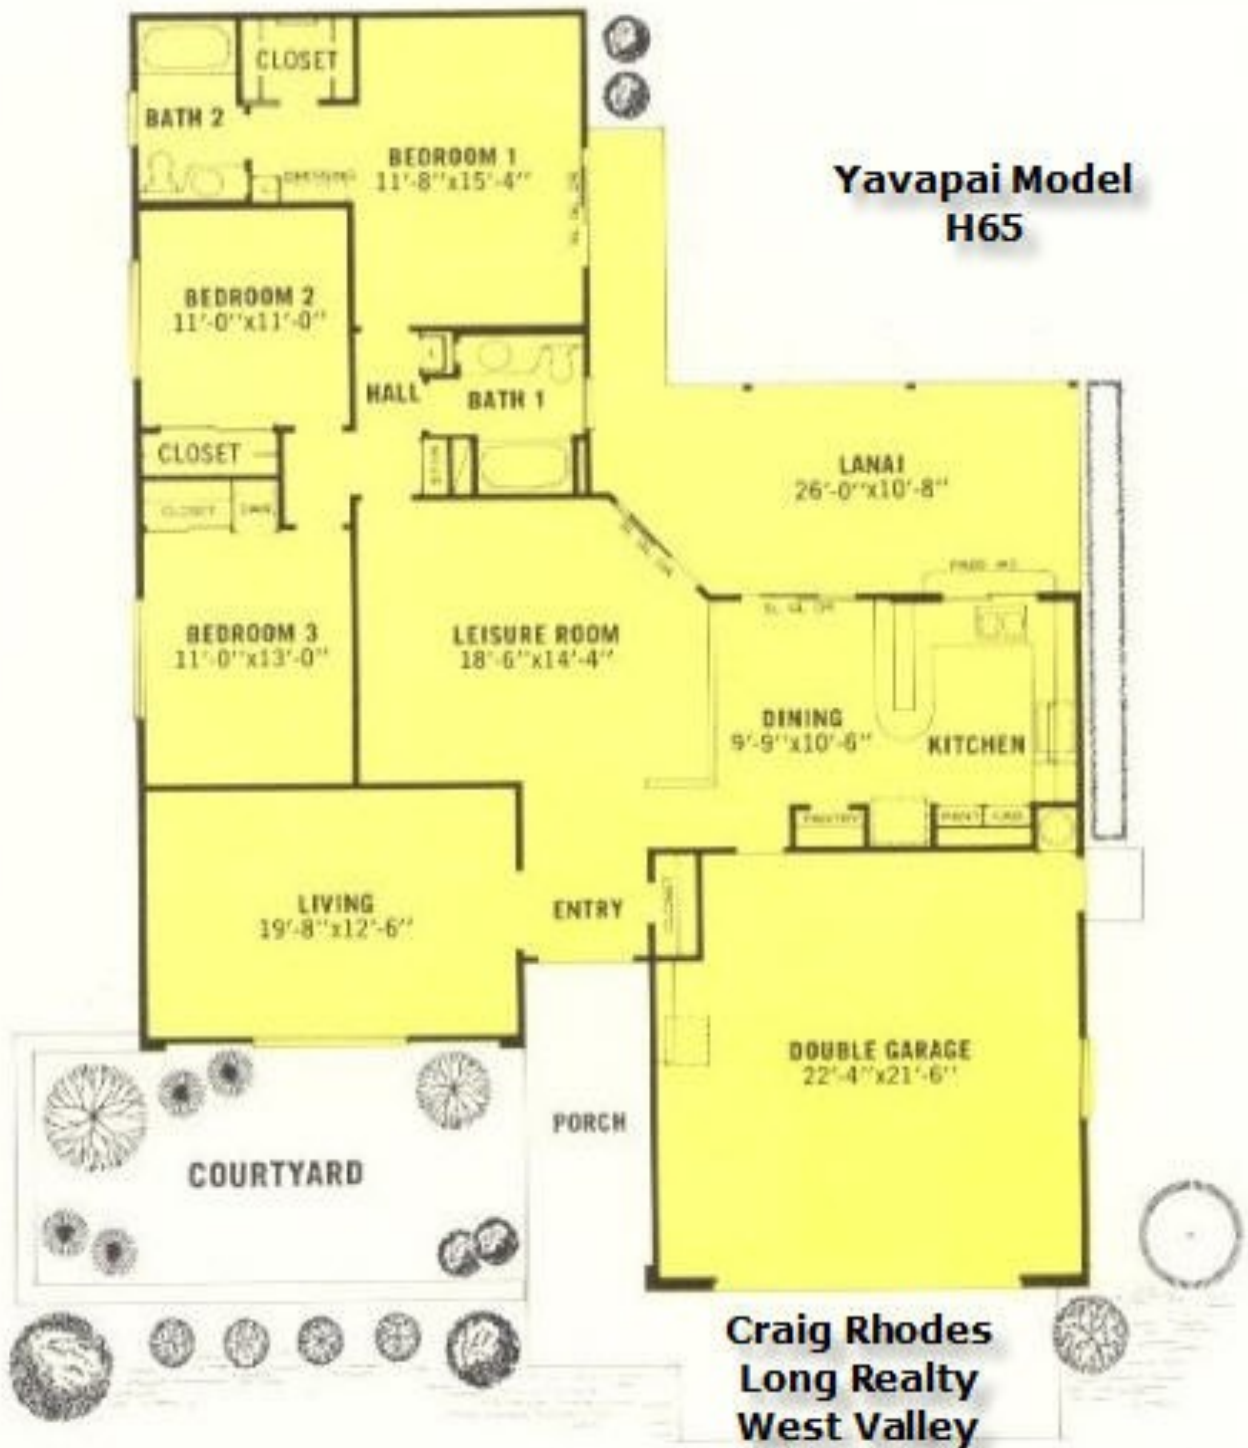 CLOSET
BATH 2
BEDROOM 1
11'-8"x15'-4"
DRESSING
Yavapai Model
H65
BEDROOM 2
11'-0"x11'-0"
HALL
BATH 1
CLOSET
LANAI
26'-0"x10'-8"
CLOSET
BEDROOM 3
11'-0"x13'-0"
LEISURE ROOM
18'-6"x14'-4"
DINING
9'-9"x10'-6"
KITCHEN
PANTRY
LIVING
19'-8"x12'-6"
ENTRY
DOUBLE GARAGE
22'-4"x21'-6"
PORCH
COURTYARD
Craig Rhodes
Long Realty
West Valley